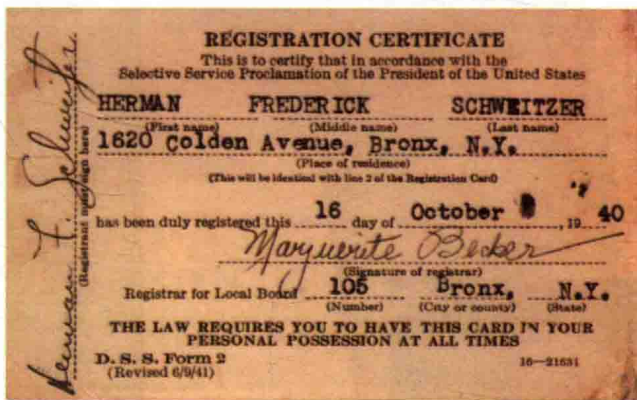 REGISTRATION CERTIFICATE
This is to certify that in accordance with the
Selective Service Proclamation of the President of the United States
HERMAN FREDERICK SCHWEITZER
(First name) (Middle name) (Last name)
1620 Colden Avenue, Bronx, N.Y.
(Place of residence)
(This will be identical with line 2 of the Registration Card)
has been duly registered this 16 day of October , 19 40
Marguerite Becker
(Signature of registrar)
Registrar for Local Board 105 Bronx, N.Y.
(Number) (City or county) (State)
THE LAW REQUIRES YOU TO HAVE THIS CARD IN YOUR
PERSONAL POSSESSION AT ALL TIMES
D. S. S. Form 2
(Revised 6/9/41) 16—21631
Herman F. Schweitzer
(Registrant must sign here)